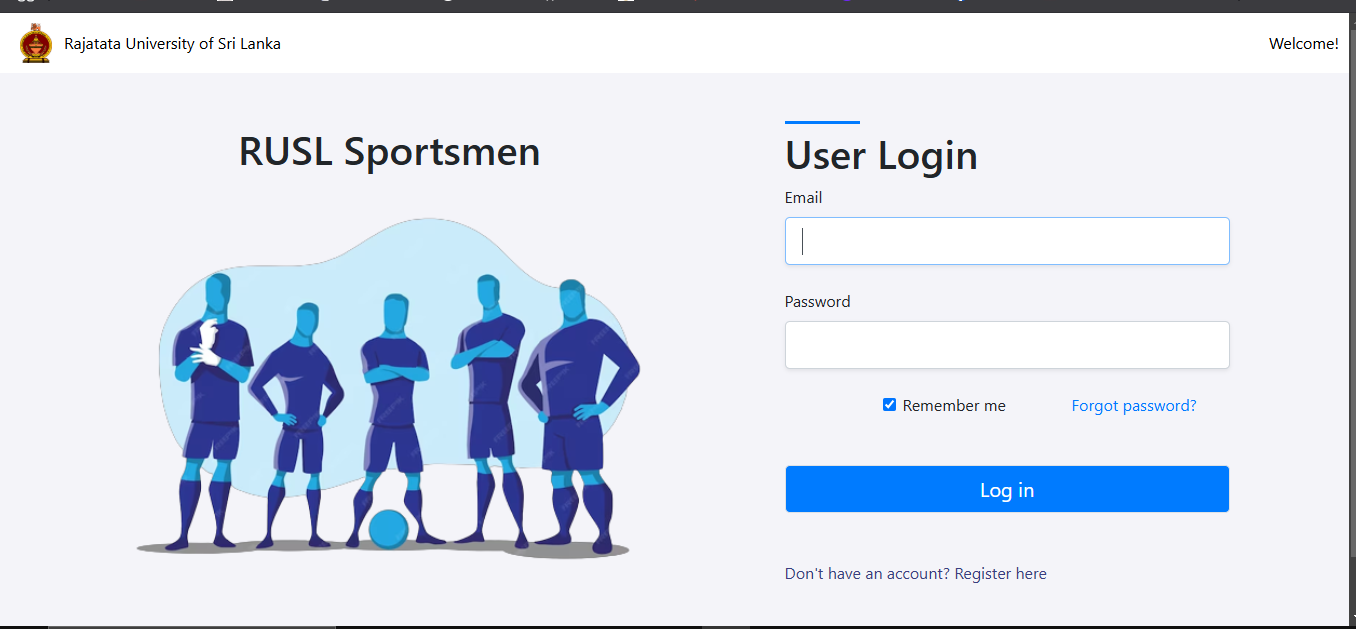 Rajatata University of Sri Lanka
Welcome!
RUSL Sportsmen
User Login
Email
Password
Remember me
Forgot password?
Log in
Don't have an account? Register here